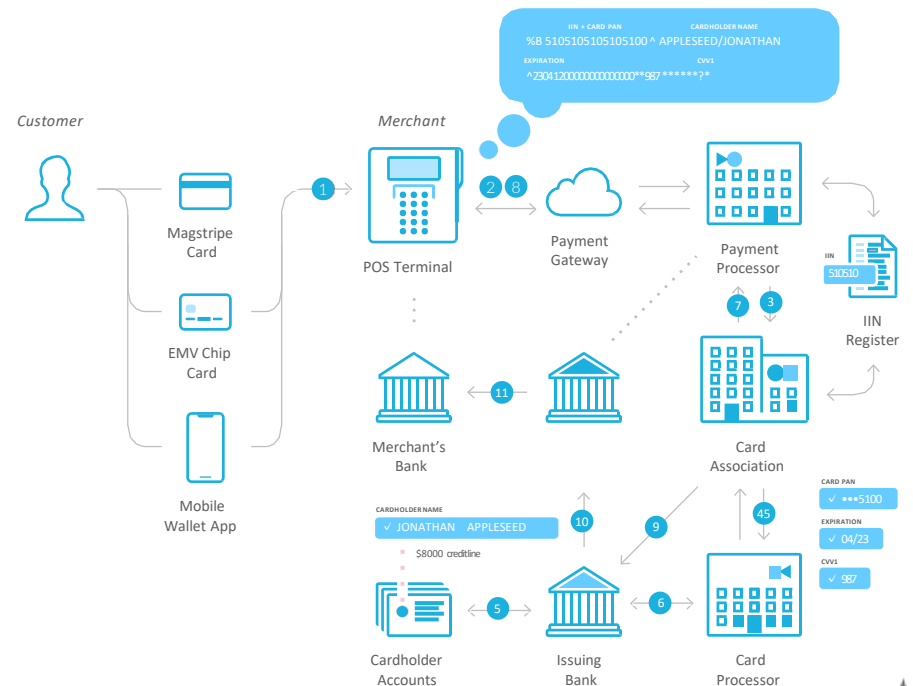 IIN + CARD PAN CARDHOLDER NAME
%B 5105105105105100 ^ APPLESEED/JONATHAN
EXPIRATION CVV1
^23041200000000000000**987 ******?*
Customer
Merchant
1
2 8
Magstripe
Card
POS Terminal
Payment
Gateway
Payment
Processor
IIN
510510
IIN
Register
7
3
EMV Chip
Card
11
Merchant's
Bank
Card
Association
Mobile
Wallet App
CARDHOLDER NAME
✓ JONATHAN APPLESEED
$8000 creditline
10
9
45
CARD PAN
✓ •••5100
EXPIRATION
✓ 04/23
CVV1
✓ 987
5
6
Cardholder
Accounts
Issuing
Bank
Card
Processor